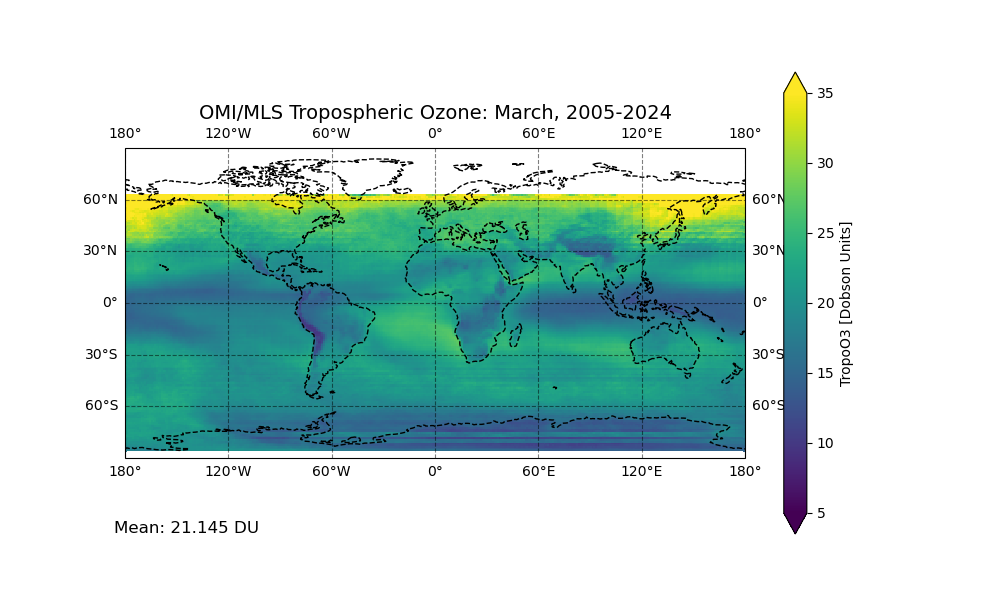 OMI/MLS Tropospheric Ozone: March, 2005-2024
180° 120°W 60°W 0° 60°E 120°E 180°
60°N 60°N
30°N 30°N
0° 0°
30°S 30°S
60°S 60°S
180° 120°W 60°W 0° 60°E 120°E 180°
35
30
25
20
15
10
5
TropoO3 [Dobson Units]
Mean: 21.145 DU